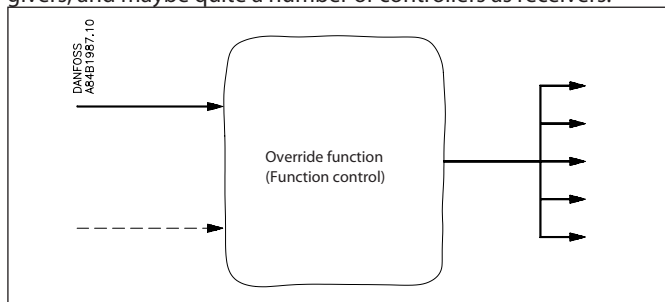 givers, and maybe quite a number of controllers as receivers.
DANFOSS
A84B1987.10
Override function
(Function control)